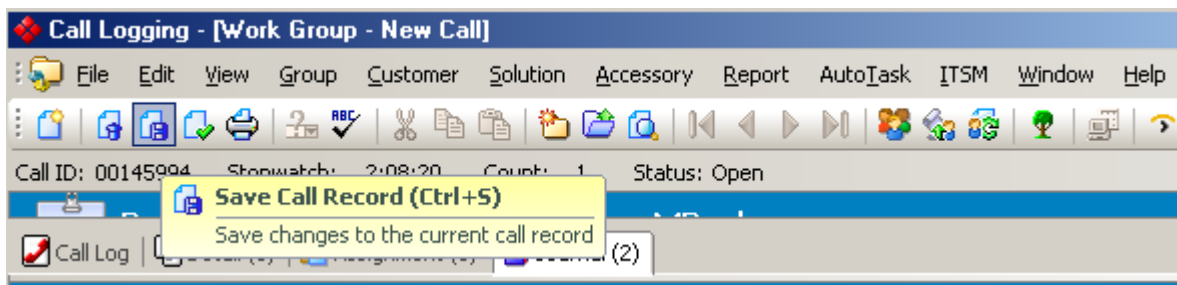 Call Logging - [Work Group - New Call]
File Edit View Group Customer Solution Accessory Report AutoTask ITSM Window Help
ABC
Call ID: 00145994 Stopwatch: 2:08:20 Count: 1 Status: Open
Save Call Record (Ctrl+S)
Save changes to the current call record
Call Log (2)